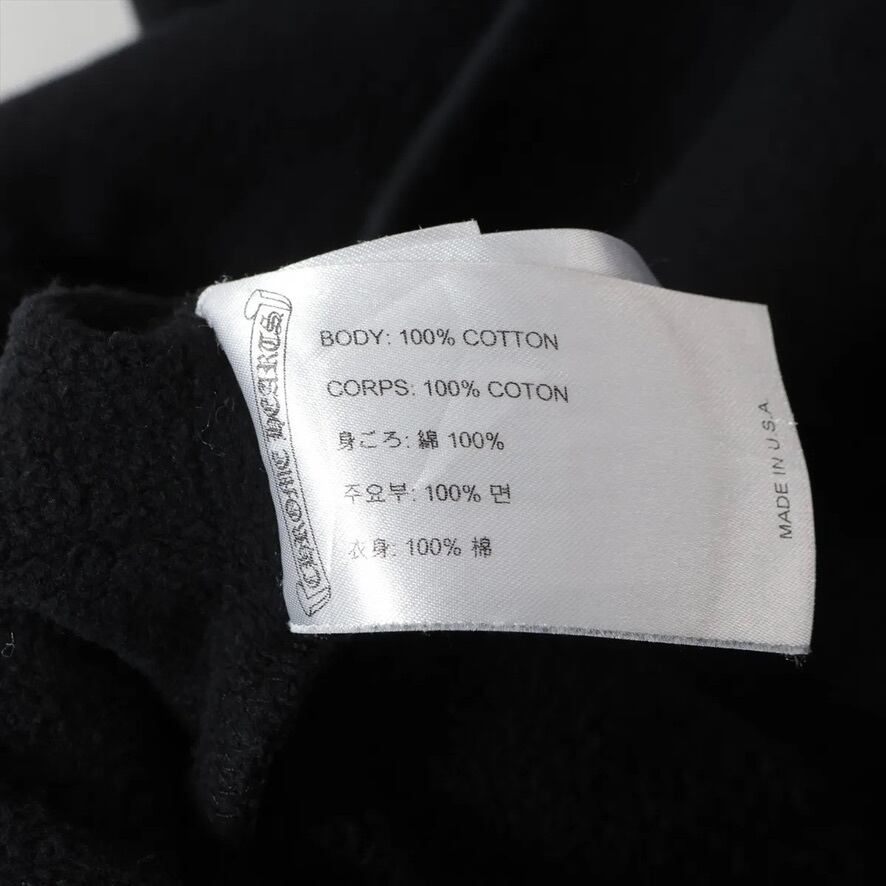 CHROME HEARTS
BODY: 100% COTTON
CORPS: 100% COTON
身ごろ: 綿 100%
주요부: 100% 면
衣身: 100% 棉
MADE IN U.S.A.